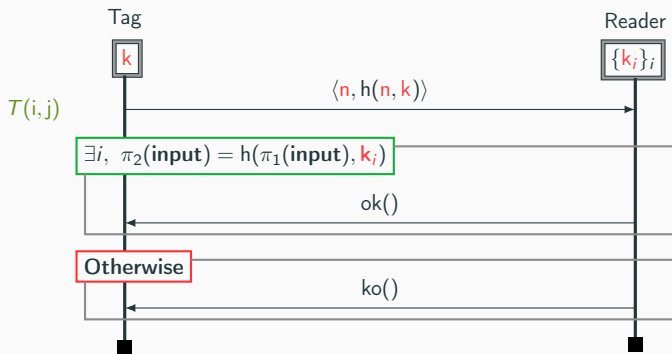 Tag
Reader
k
{k_i}_i
T(i, j)
⟨n, h(n, k)⟩
∃i, π₂(input) = h(π₁(input), k_i)
ok()
Otherwise
ko()